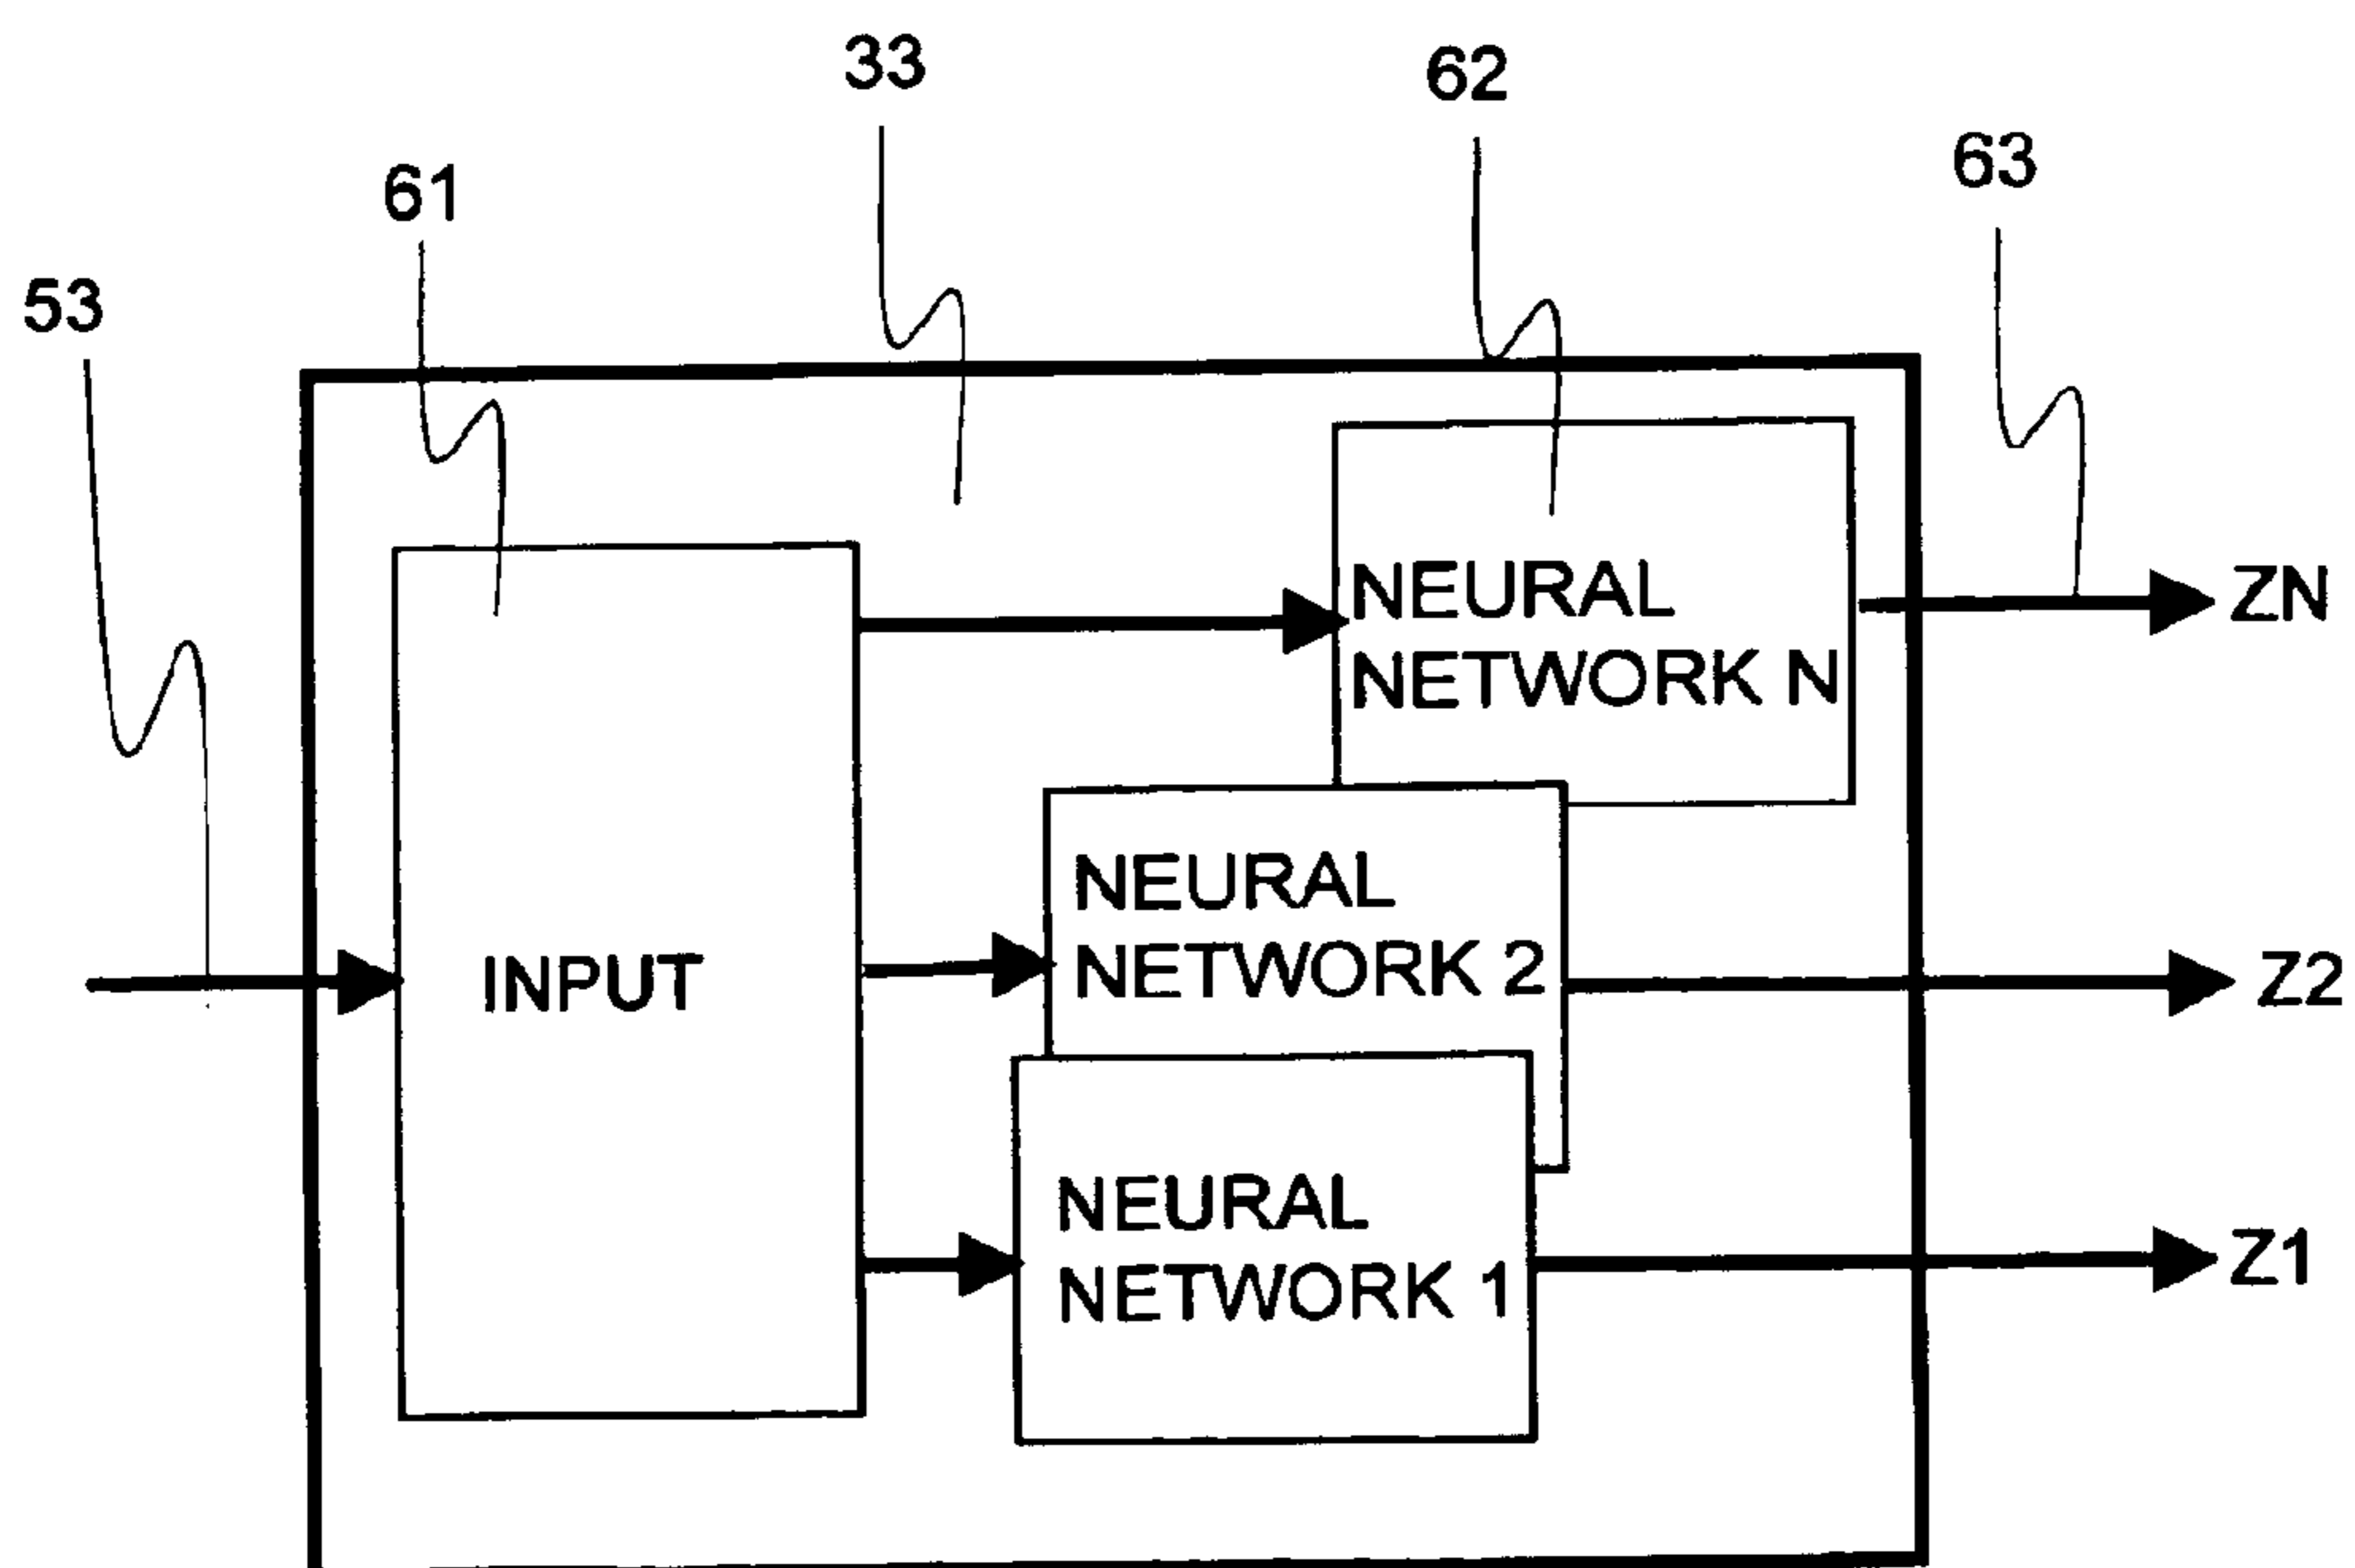 33
62
63
61
53
NEURAL
NETWORK N
ZN
NEURAL
NETWORK 2
Z2
INPUT
NEURAL
NETWORK 1
Z1